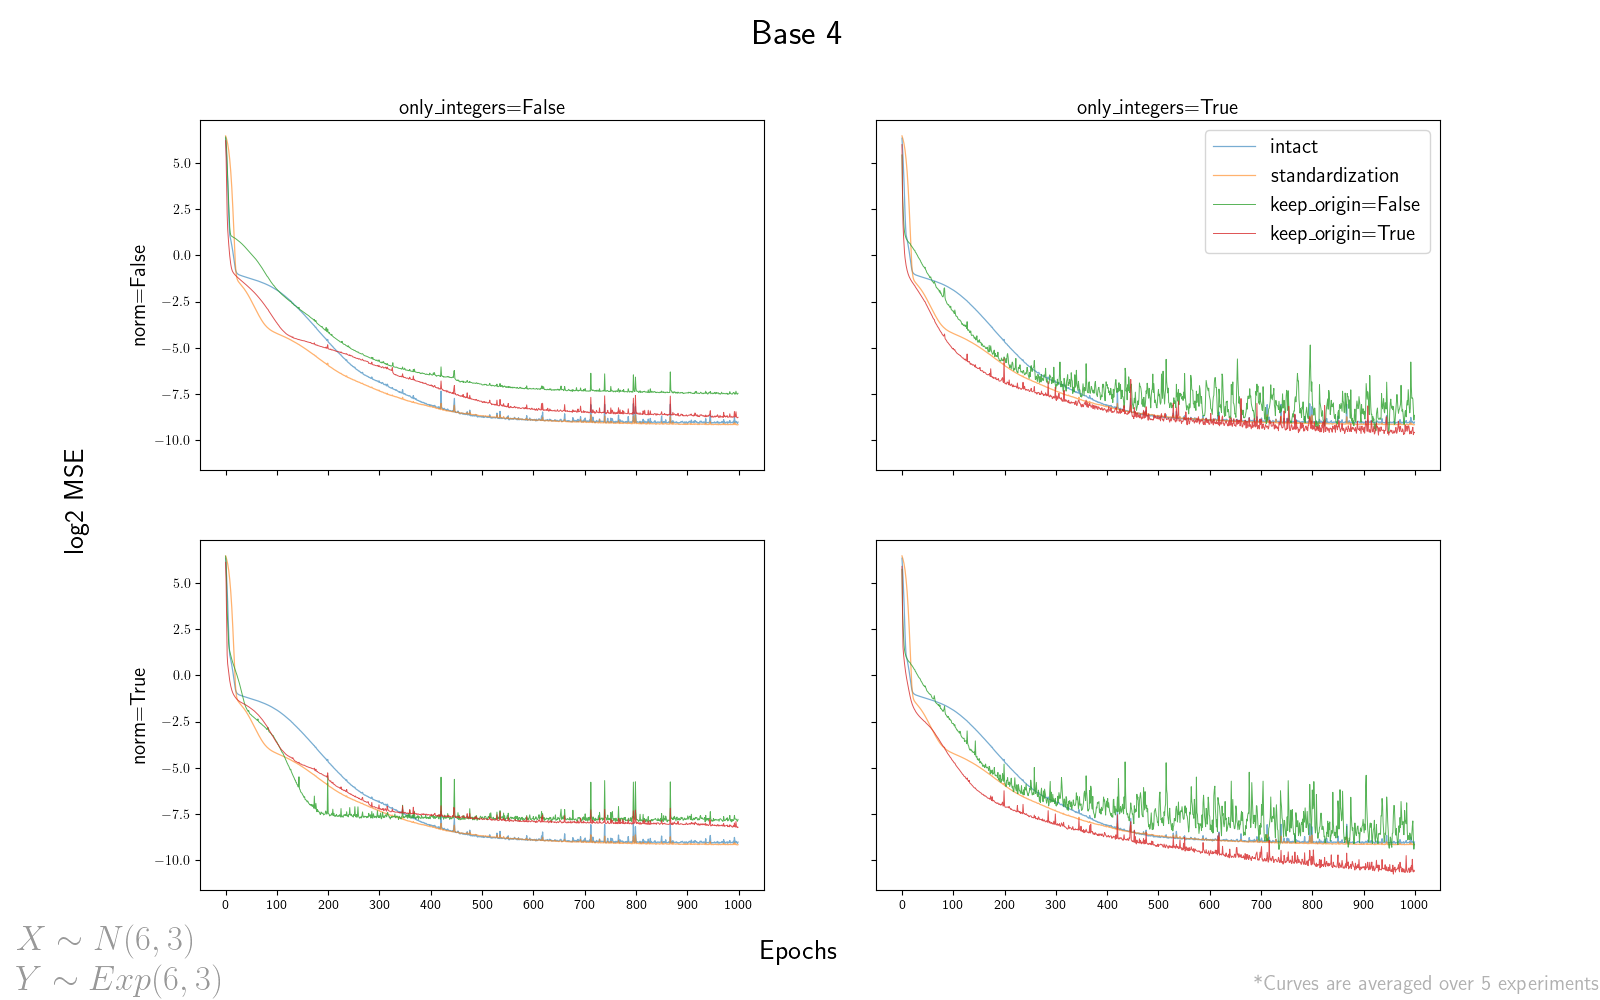 Base 4
only_integers=False
only_integers=True
5.0
2.5
0.0
−2.5
−5.0
−7.5
−10.0
norm=False
intact
standardization
keep_origin=False
keep_origin=True
log2 MSE
5.0
2.5
0.0
−2.5
−5.0
−7.5
−10.0
norm=True
0 100 200 300 400 500 600 700 800 900 1000
0 100 200 300 400 500 600 700 800 900 1000
Epochs
X ∼ N(6, 3)
Y ∼ Exp(6, 3)
*Curves are averaged over 5 experiments